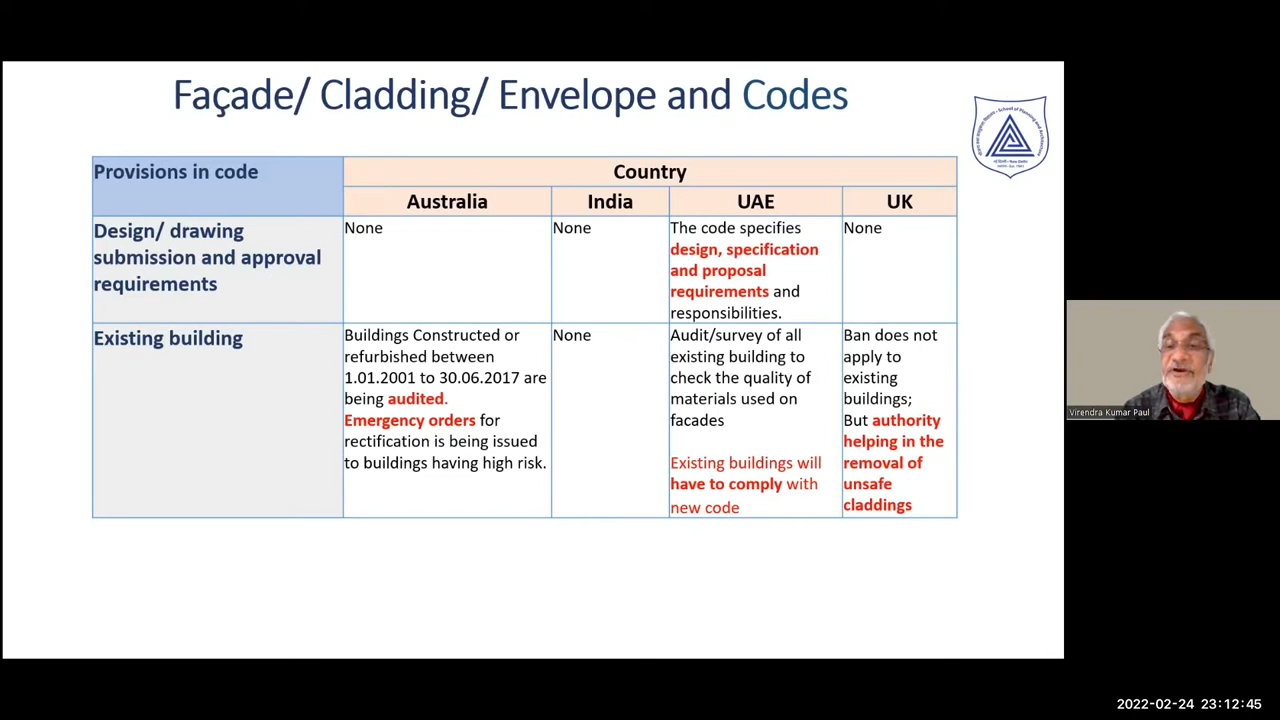 Façade/ Cladding/ Envelope and Codes
Provisions in code
Country
Australia
India
UAE
UK
Design/ drawing
submission and approval
requirements
None
None
The code specifies
design, specification
and proposal
requirements and
responsibilities.
None
Existing building
Buildings Constructed or
refurbished between
1.01.2001 to 30.06.2017 are
being audited.
Emergency orders for
rectification is being issued
to buildings having high risk.
None
Audit/survey of all
existing building to
check the quality of
materials used on
facades
Existing buildings will
have to comply with
new code
Ban does not
apply to
existing
buildings;
But authority
helping in the
removal of
unsafe
claddings
Virendra Kumar Paul
2022-02-24 23:12:45